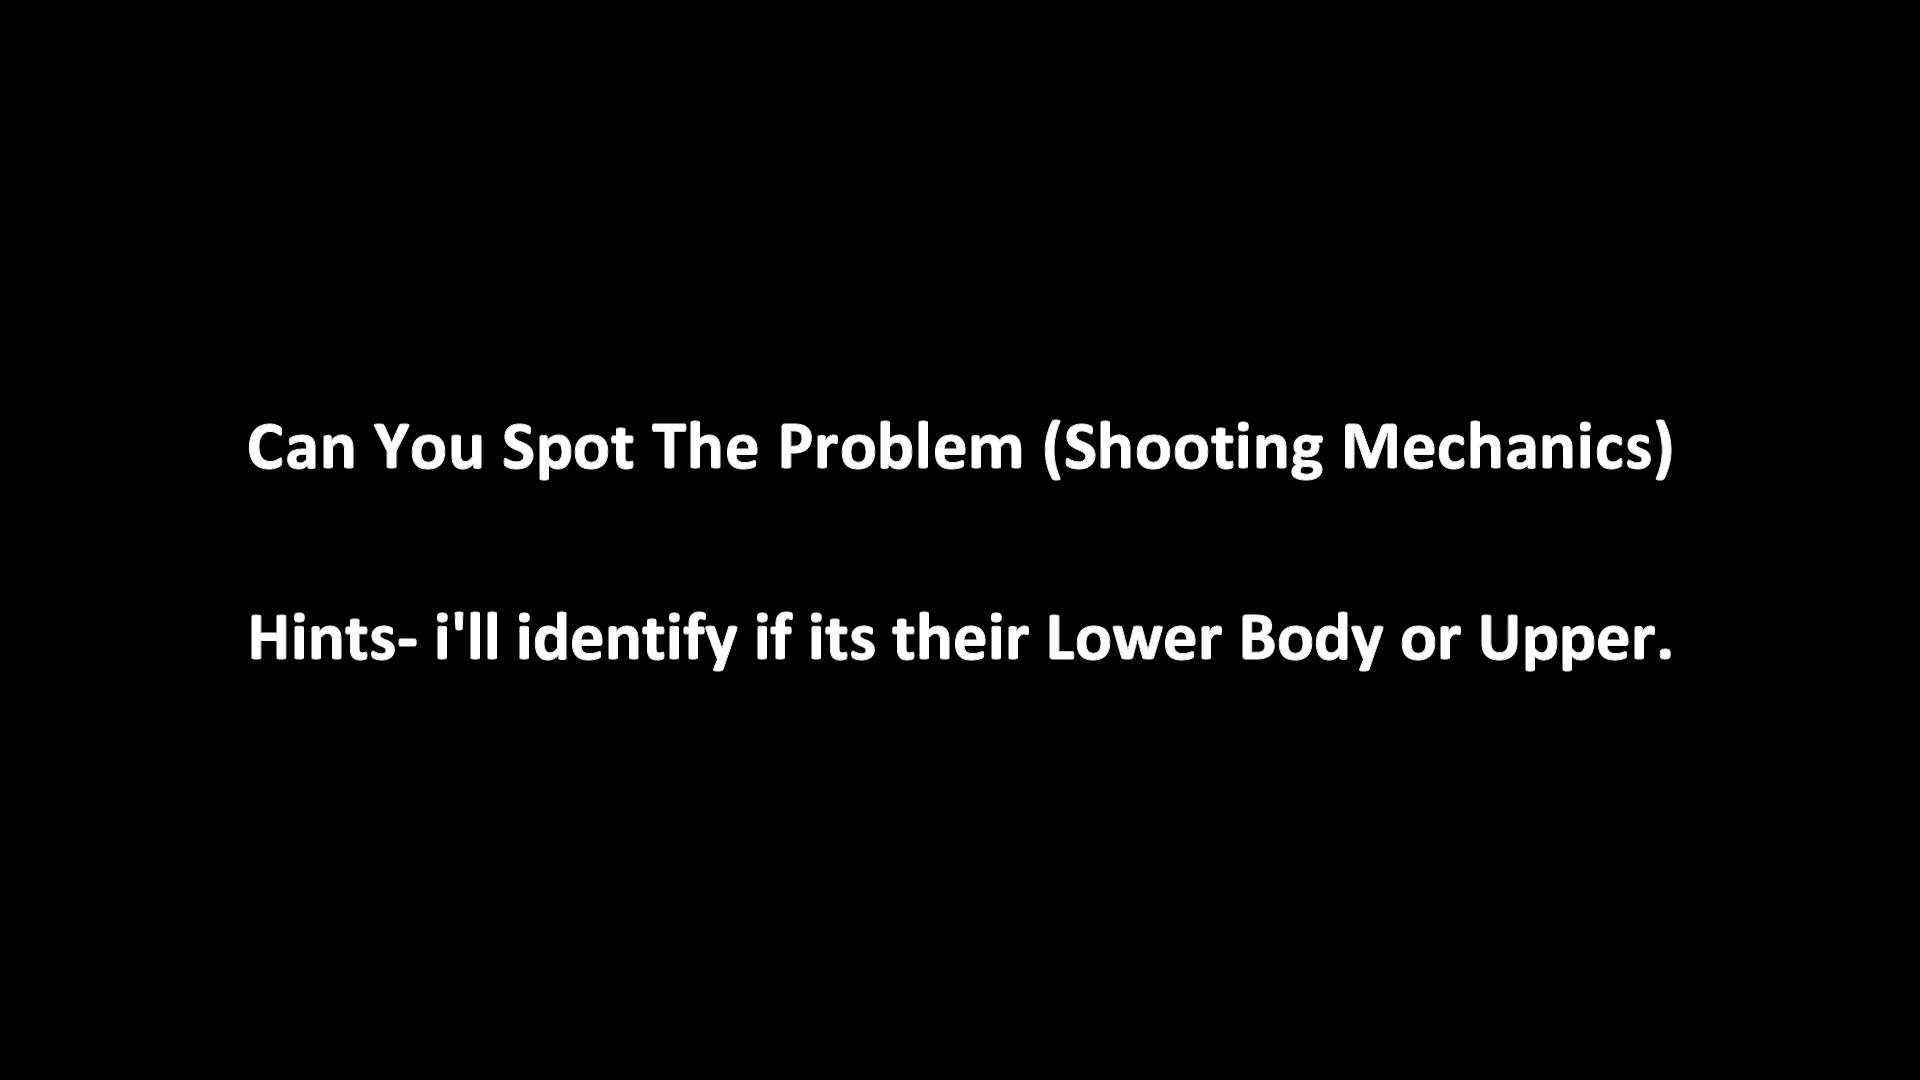 Can You Spot The Problem (Shooting Mechanics)
Hints- i'll identify if its their Lower Body or Upper.